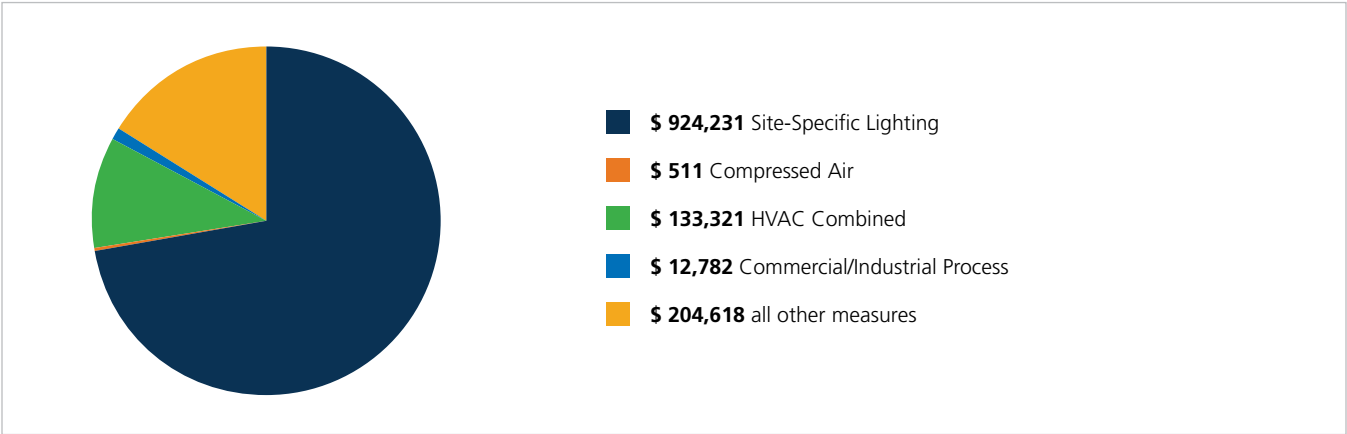 $ 924,231 Site-Specific Lighting
$ 511 Compressed Air
$ 133,321 HVAC Combined
$ 12,782 Commercial/Industrial Process
$ 204,618 all other measures